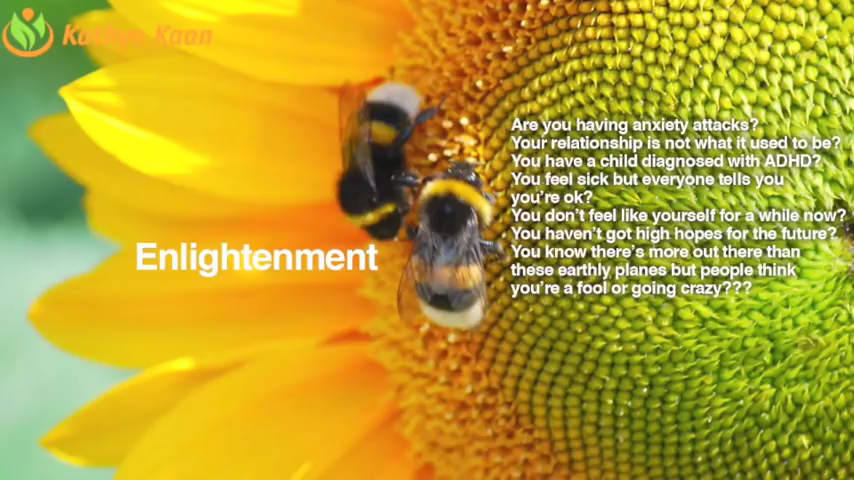 Kathya Kaan
Enlightenment
Are you having anxiety attacks?
Your relationship is not what it used to be?
You have a child diagnosed with ADHD?
You feel sick but everyone tells you
you're ok?
You don't feel like yourself for a while now?
You haven't got high hopes for the future?
You know there's more out there than
these earthly planes but people think
you're a fool or going crazy???